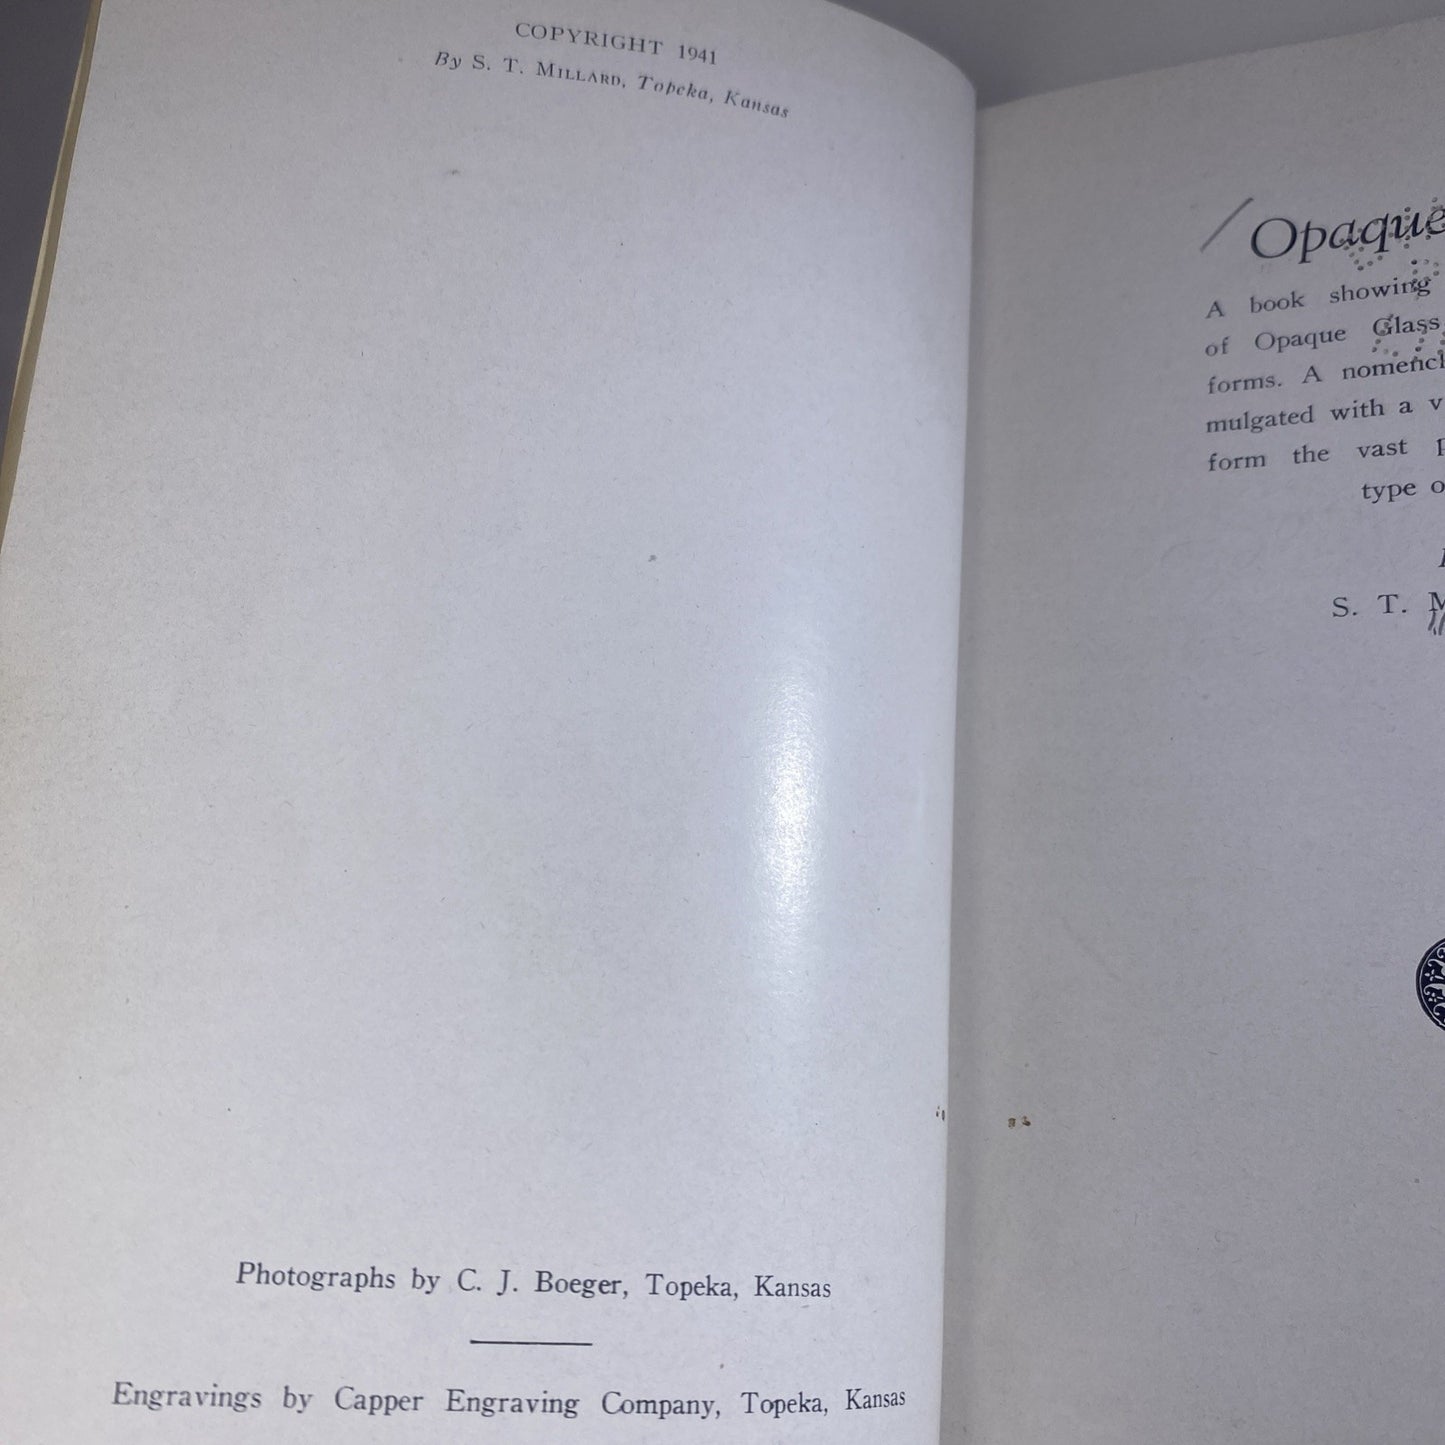 COPYRIGHT 1941
By S. T. MILLARD, Topeka, Kansas
Photographs by C. J. Boeger, Topeka, Kansas
Engravings by Capper Engraving Company, Topeka, Kansas
Opaque
A book showing
of Opaque Glass
forms. A nomencl
mulgated with a v
form the vast p
type o
S. T. M